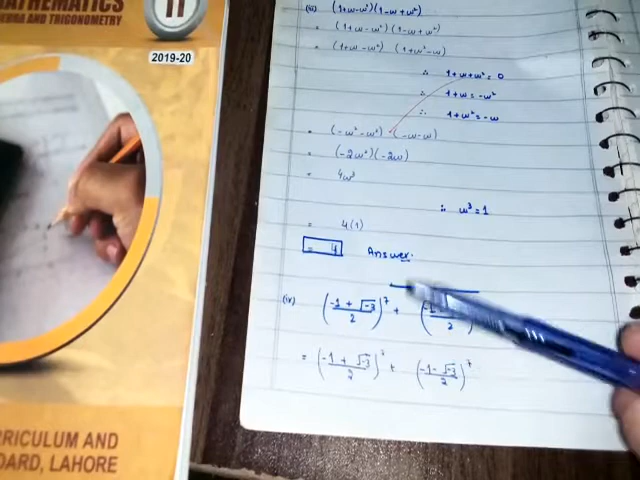 MATHEMATICS
11
ALGEBRA AND TRIGONOMETRY
2019-20
RRICULUM AND
OARD, LAHORE
(1+ω-ω²)(1-ω+ω²)
= (1+ω-ω²)(1-ω+ω²)
= (1+ω-ω²) (1+ω²-ω)
∴ 1+ω+ω²=0
∴ 1+ω=-ω²
∴ 1+ω²=-ω
= (-ω²-ω²) (-ω-ω)
= (-2ω²)(-2ω)
= 4ω³
∴ ω³=1
= 4(1)
= 4 Answer.
(iv) (-1+√-3/2)⁷ +
= (-1+√-3/2)⁷ + (-1-√-3/2)⁷